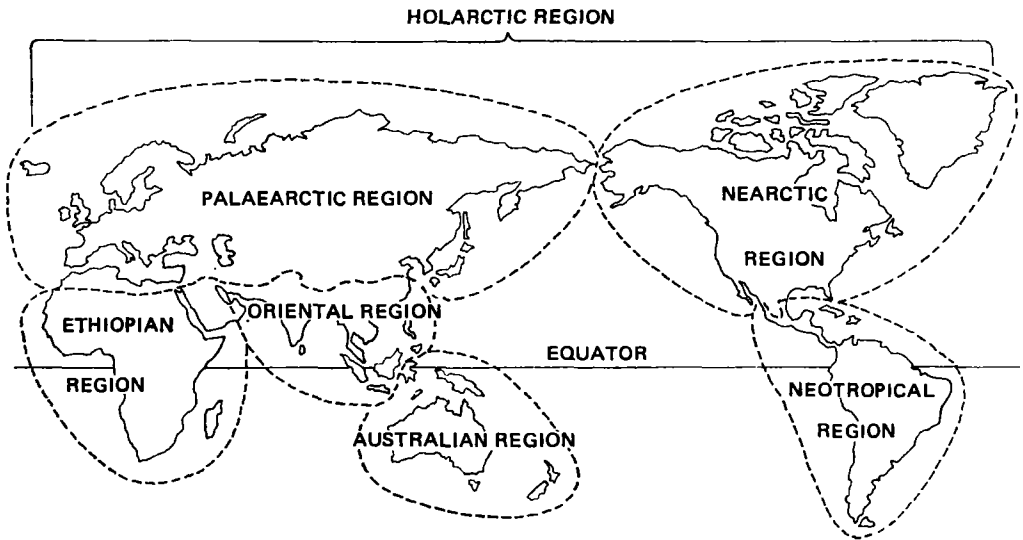 HOLARCTIC REGION
PALAEARCTIC REGION
NEARCTIC
REGION
ETHIOPIAN
REGION
ORIENTAL REGION
EQUATOR
NEOTROPICAL
REGION
AUSTRALIAN REGION